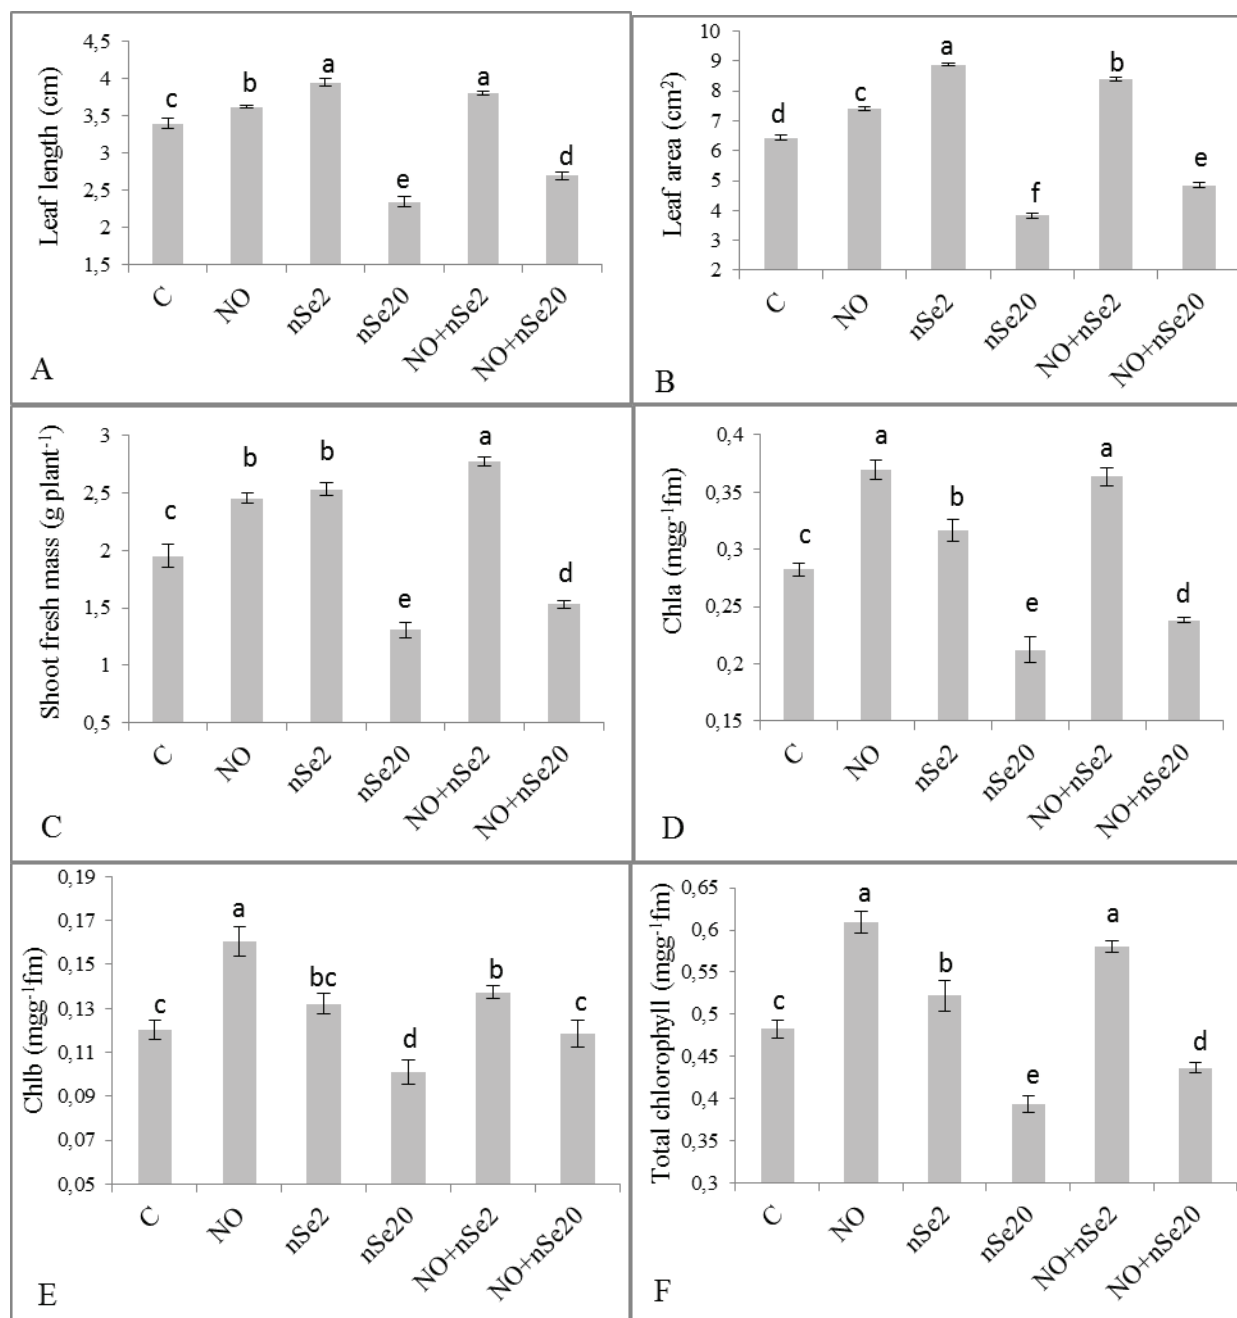 Leaf length (cm)
4,5
4
3,5
3
2,5
2
1,5
c
b
a
e
a
d
C
NO
nSe2
nSe20
NO+nSe2
NO+nSe20
A
Leaf area (cm²)
10
9
8
7
6
5
4
3
2
d
c
a
f
b
e
C
NO
nSe2
nSe20
NO+nSe2
NO+nSe20
B
Shoot fresh mass (g plant⁻¹)
3
2,5
2
1,5
1
0,5
c
b
b
e
a
d
C
NO
nSe2
nSe20
NO+nSe2
NO+nSe20
C
Chla (mgg⁻¹fm)
0,4
0,35
0,3
0,25
0,2
0,15
c
a
b
e
a
d
C
NO
nSe2
nSe20
NO+nSe2
NO+nSe20
D
Chlb (mgg⁻¹fm)
0,19
0,17
0,15
0,13
0,11
0,09
0,07
0,05
c
a
bc
d
b
c
C
NO
nSe2
nSe20
NO+nSe2
NO+nSe20
E
Total chlorophyll (mgg⁻¹fm)
0,65
0,6
0,55
0,5
0,45
0,4
0,35
0,3
c
a
b
e
a
d
C
NO
nSe2
nSe20
NO+nSe2
NO+nSe20
F